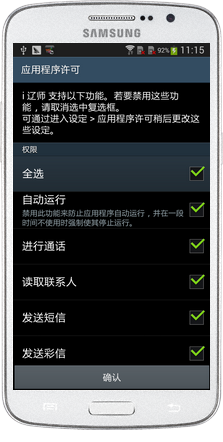 SAMSUNG
92% 11:15
应用程序许可
i 辽师 支持以下功能。若要禁用这些功
能，请取消选中复选框。
可通过进入设定 > 应用程序许可稍后更改这
些设定。
权限
全选
自动运行
禁用此功能来防止应用程序自动运行，并在一段
时间不使用时强制使其停止运行。
进行通话
读取联系人
发送短信
发送彩信
确认